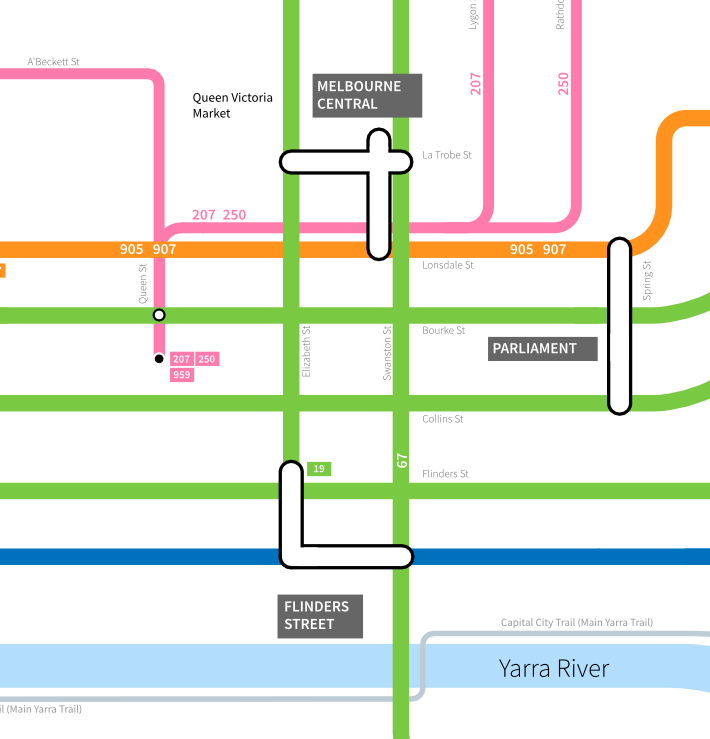 Lygon
Rathdo
A'Beckett St
MELBOURNE
CENTRAL
207
250
Queen Victoria
Market
La Trobe St
207 250
905 907
905 907
Lonsdale St
Queen St
Spring St
Bourke St
Elizabeth St
Swanston St
PARLIAMENT
207 250
959
Collins St
67
19
Flinders St
FLINDERS
STREET
Capital City Trail (Main Yarra Trail)
Yarra River
il (Main Yarra Trail)